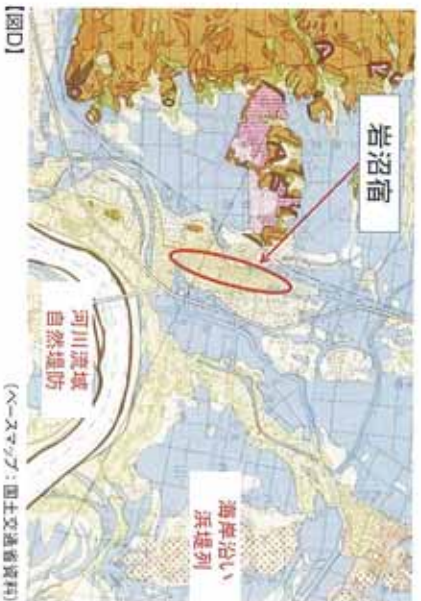 岩沼宿
河川流域
自然堤防
海岸沿い
浜堤列
【図D】
(ベースマップ：国土交通省資料)